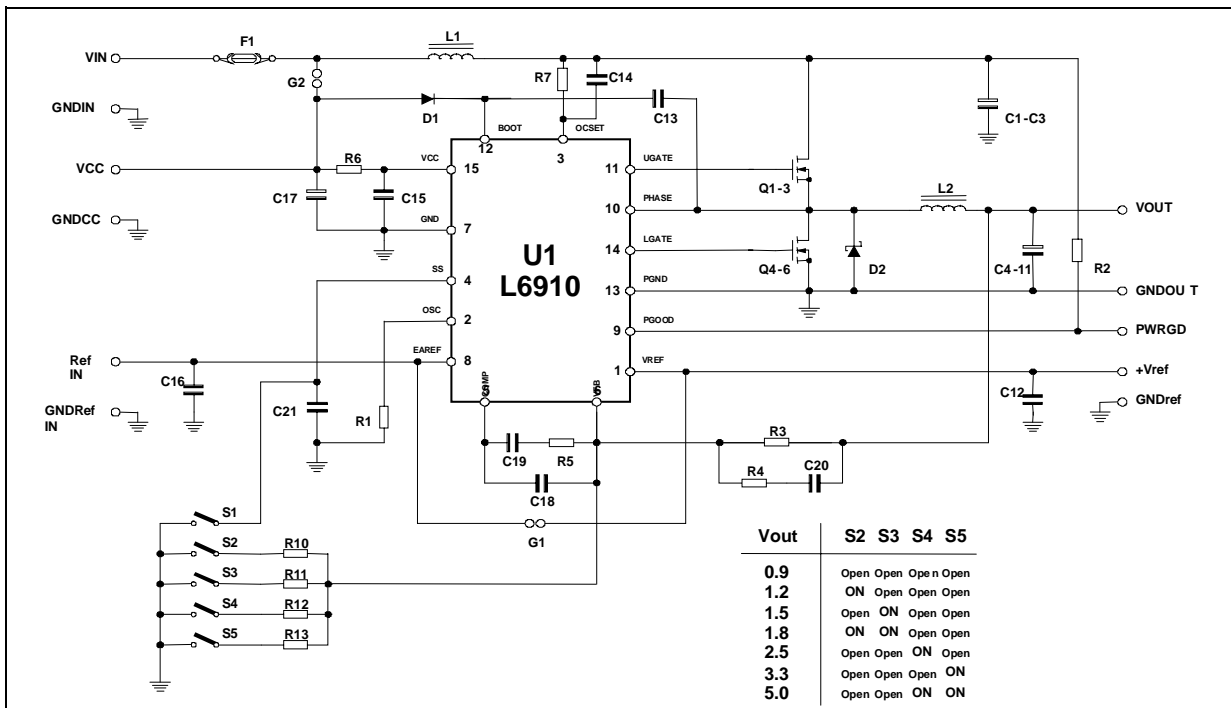 F1
L1
VIN
G2
R7
C14
GNDIN
D1
C13
C1-C3
BOOT
OCSET
12
3
VCC
R6
VCC
15
11
UGATE
C17
C15
Q1-3
L2
10
PHASE
VOUT
GNDCC
GND
7
U1
L6910
14
LGATE
Q4-6
D2
C4-11
R2
SS
4
13
PGND
GNDOU T
OSC
2
9
PGOOD
PWRGD
Ref
IN
EAREF
8
1
VREF
+Vref
C16
C12
GNDRef
IN
C21
R1
GNDref
C19
R5
R3
R4
C20
C18
G1
S1
S2
R10
S3
R11
S4
R12
S5
R13
Vout S2 S3 S4 S5
0.9 Open Open Open Open
1.2 ON Open Open Open
1.5 Open ON Open Open
1.8 ON ON Open Open
2.5 Open Open ON Open
3.3 Open Open Open ON
5.0 Open Open ON ON